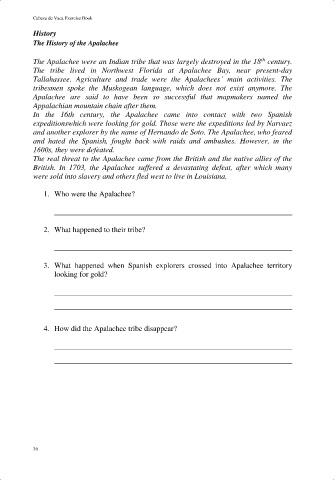 Cabeza de Vaca, Exercise Book
History
The History of the Apalachee
The Apalachee were an Indian tribe that was largely destroyed in the 18th century.
The tribe lived in Northwest Florida at Apalachee Bay, near present-day
Tallahassee. Agriculture and trade were the Apalachees' main activities. The
tribesmen spoke the Muskogean language, which does not exist anymore. The
Apalachee are said to have been so successful that mapmakers named the
Appalachian mountain chain after them.
In the 16th century, the Apalachee came into contact with two Spanish
expeditionswhich were looking for gold. Those were the expeditions led by Narvaez
and another explorer by the name of Hernando de Soto. The Apalachee, who feared
and hated the Spanish, fought back with raids and ambushes. However, in the
1600s, they were defeated.
The real threat to the Apalachee came from the British and the native allies of the
British. In 1703, the Apalachee suffered a devastating defeat, after which many
were sold into slavery and others fled west to live in Louisiana.
1. Who were the Apalachee?
2. What happened to their tribe?
3. What happened when Spanish explorers crossed into Apalachee territory
looking for gold?
4. How did the Apalachee tribe disappear?